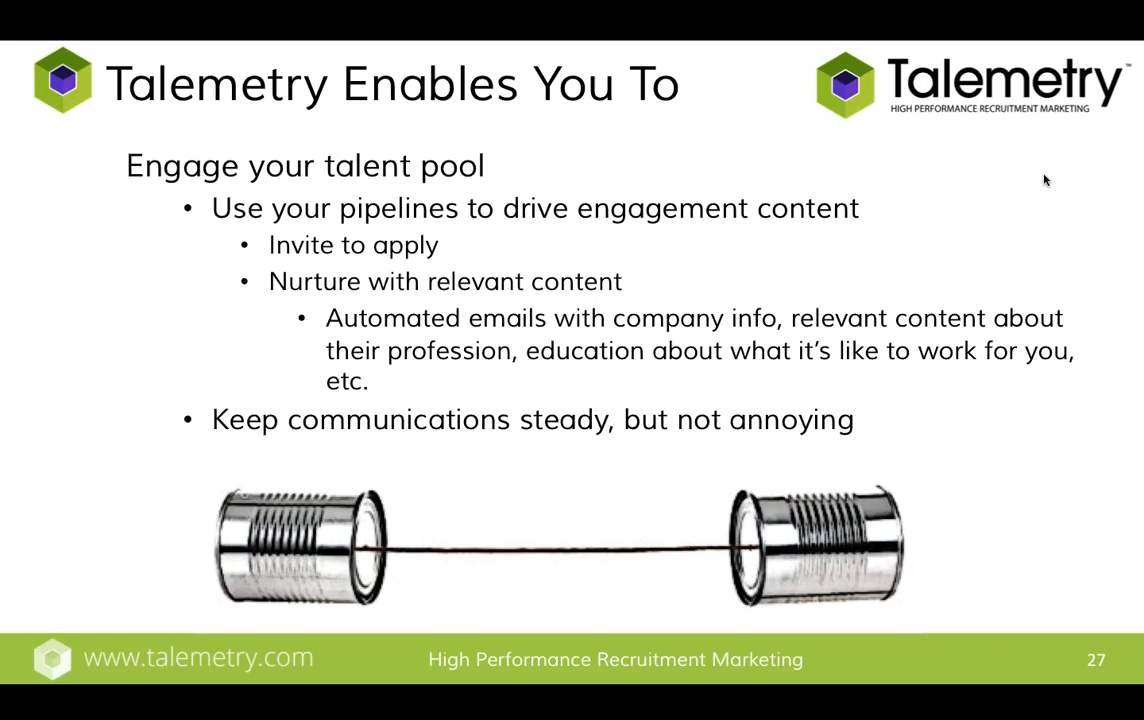 Talemetry Enables You To
Talemetry™
HIGH PERFORMANCE RECRUITMENT MARKETING
Engage your talent pool
• Use your pipelines to drive engagement content
• Invite to apply
• Nurture with relevant content
• Automated emails with company info, relevant content about
their profession, education about what it’s like to work for you,
etc.
• Keep communications steady, but not annoying
www.talemetry.com
High Performance Recruitment Marketing
27